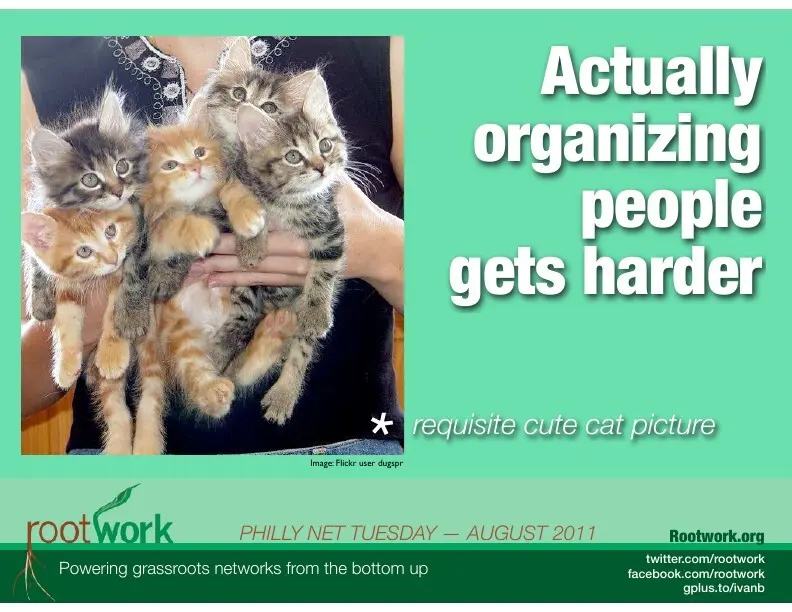 Actually
organizing
people
gets harder
* requisite cute cat picture
Image: Flickr user dugspr
rootwork
PHILLY NET TUESDAY — AUGUST 2011
Rootwork.org
Powering grassroots networks from the bottom up
twitter.com/rootwork
facebook.com/rootwork
gplus.to/ivanb